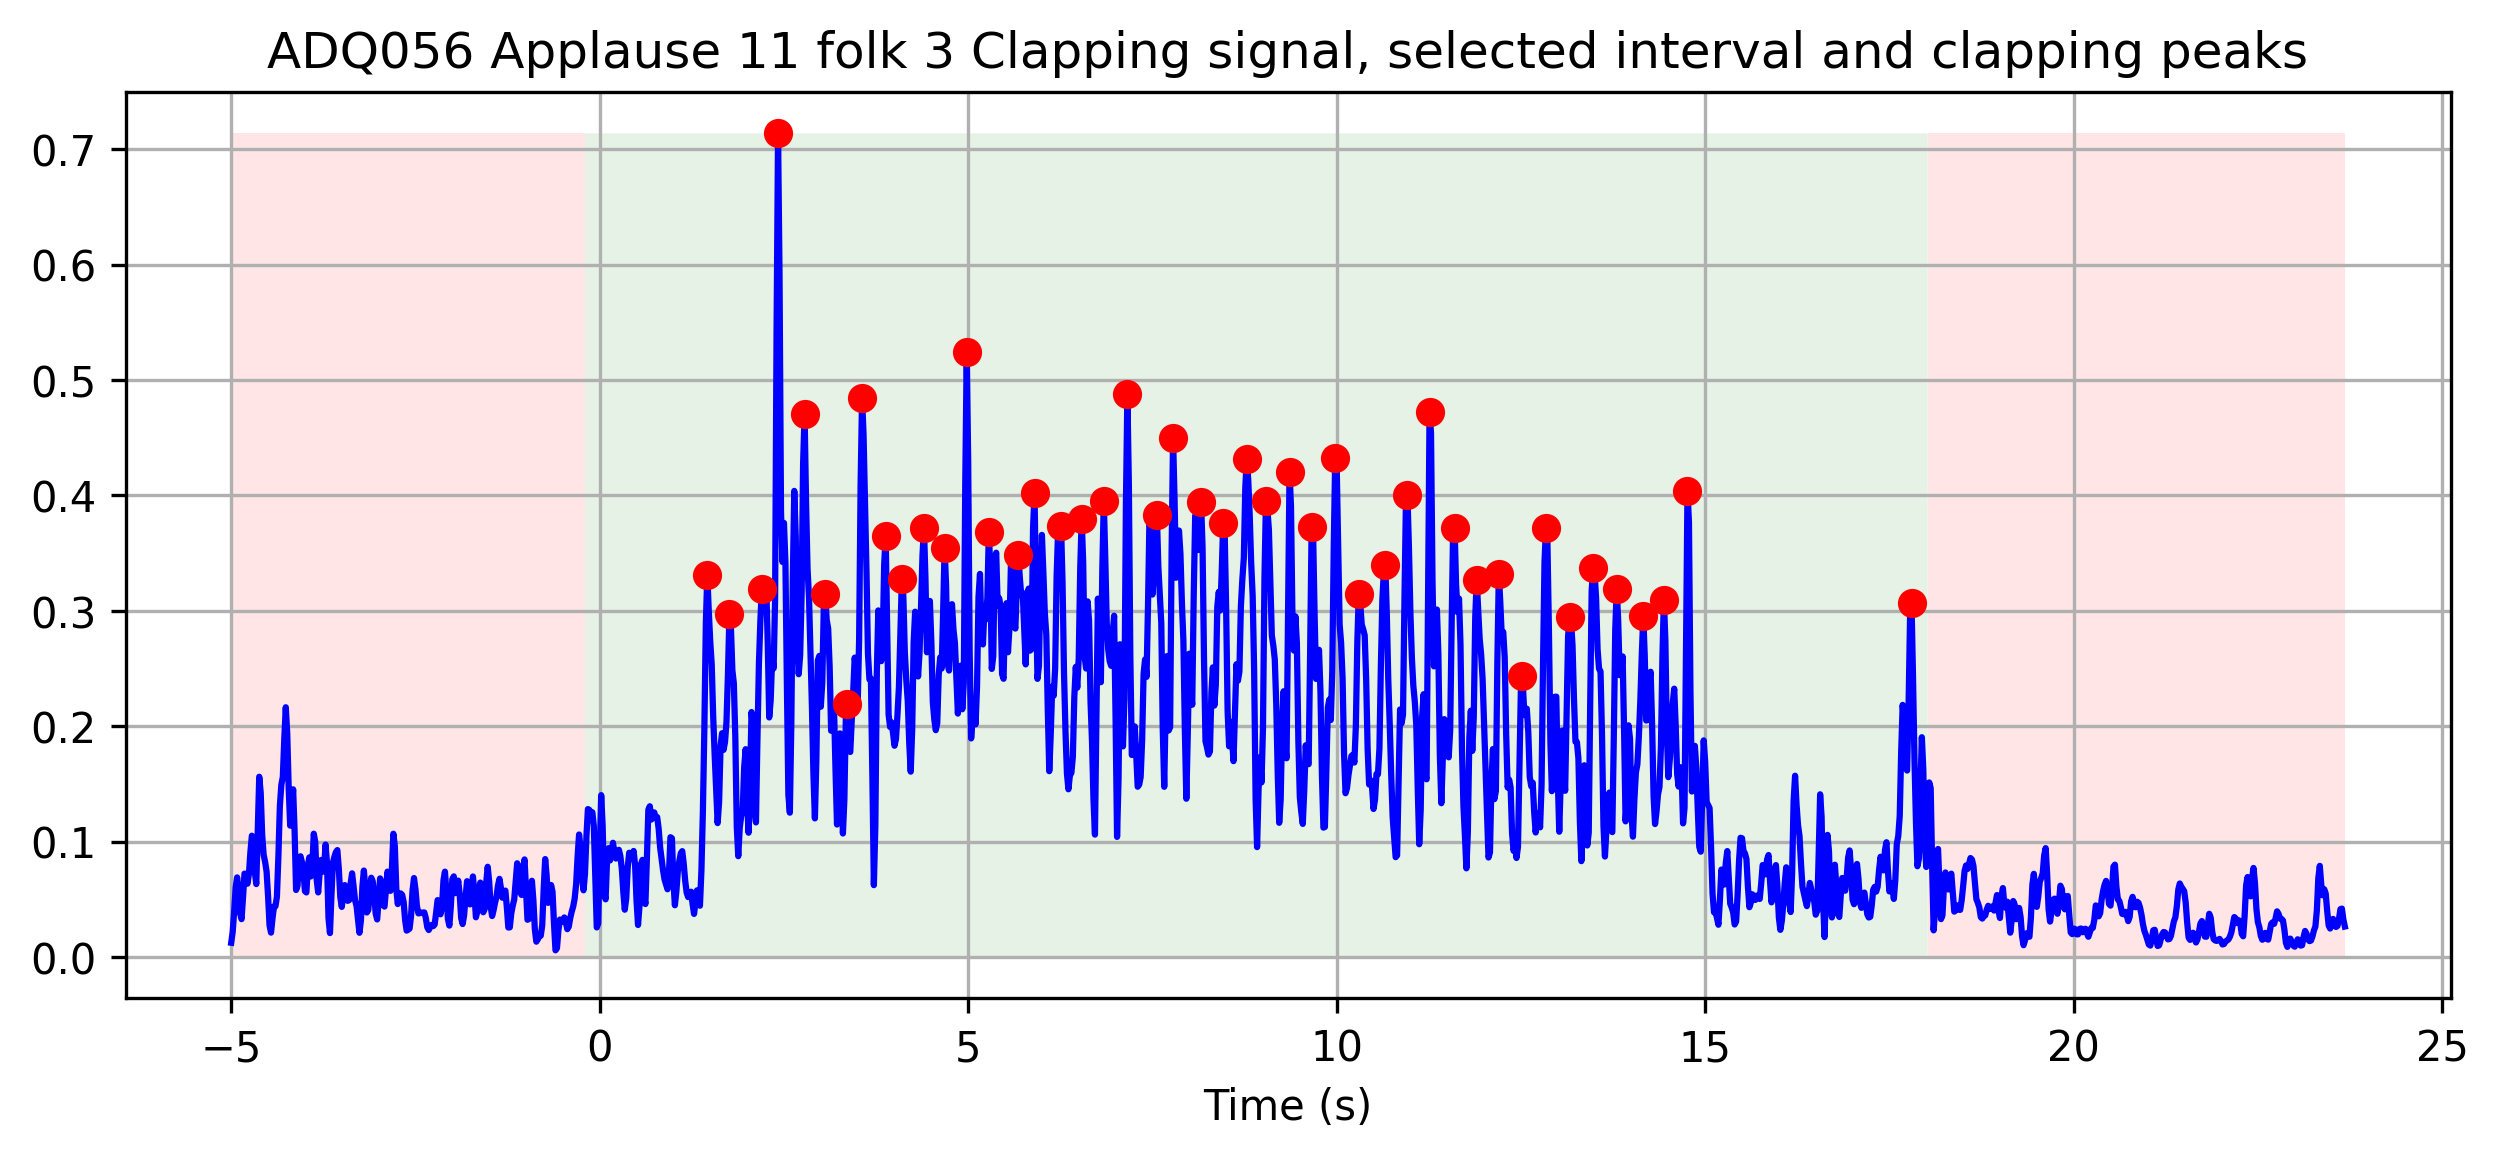 ADQ056 Applause 11 folk 3 Clapping signal, selected interval and clapping peaks
0.7
0.6
0.5
0.4
0.3
0.2
0.1
0.0
−5 0 5 10 15 20 25
Time (s)